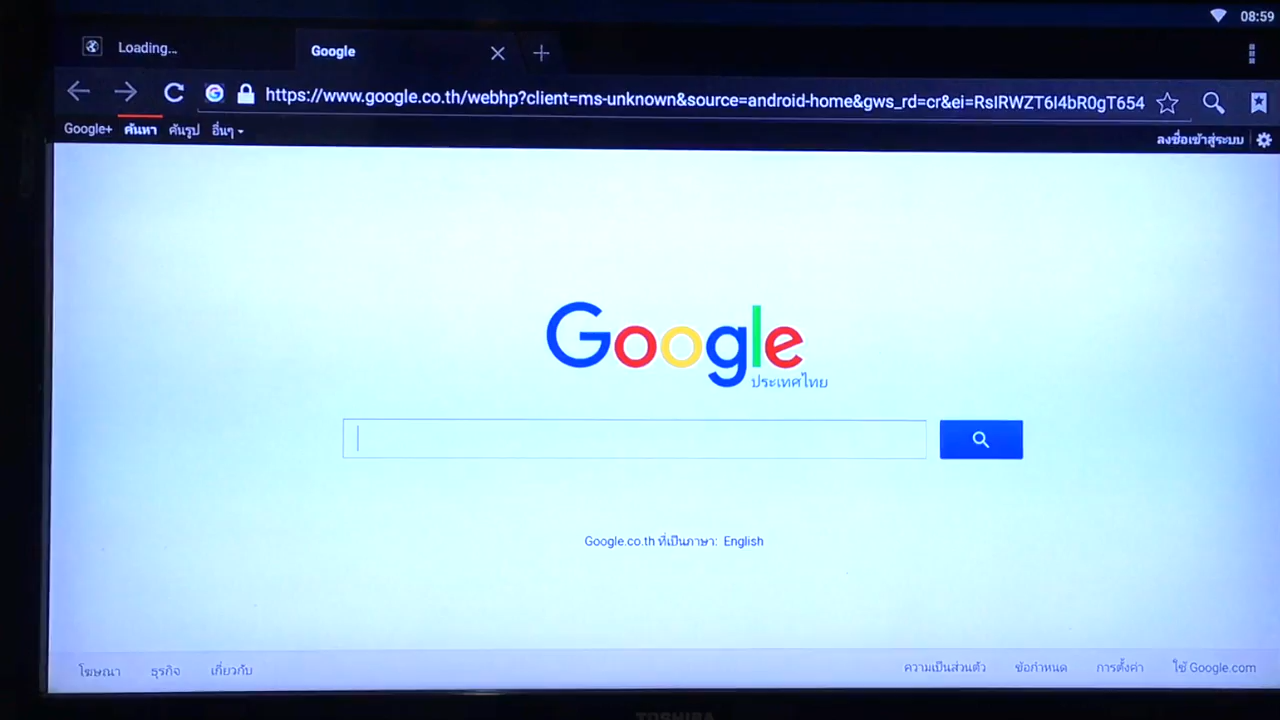 08:59
Loading... Google
https://www.google.co.th/webhp?client=ms-unknown&source=android-home&gws_rd=cr&ei=RsIRWZT6I4bR0gT654
Google+ ค้นหา ค้นรูป อื่นๆ ลงชื่อเข้าสู่ระบบ
Google
ประเทศไทย
Google.co.th ที่เป็นภาษา: English
โฆษณา ธุรกิจ เกี่ยวกับ ความเป็นส่วนตัว ข้อกำหนด การตั้งค่า ใช้ Google.com
TOSHIBA